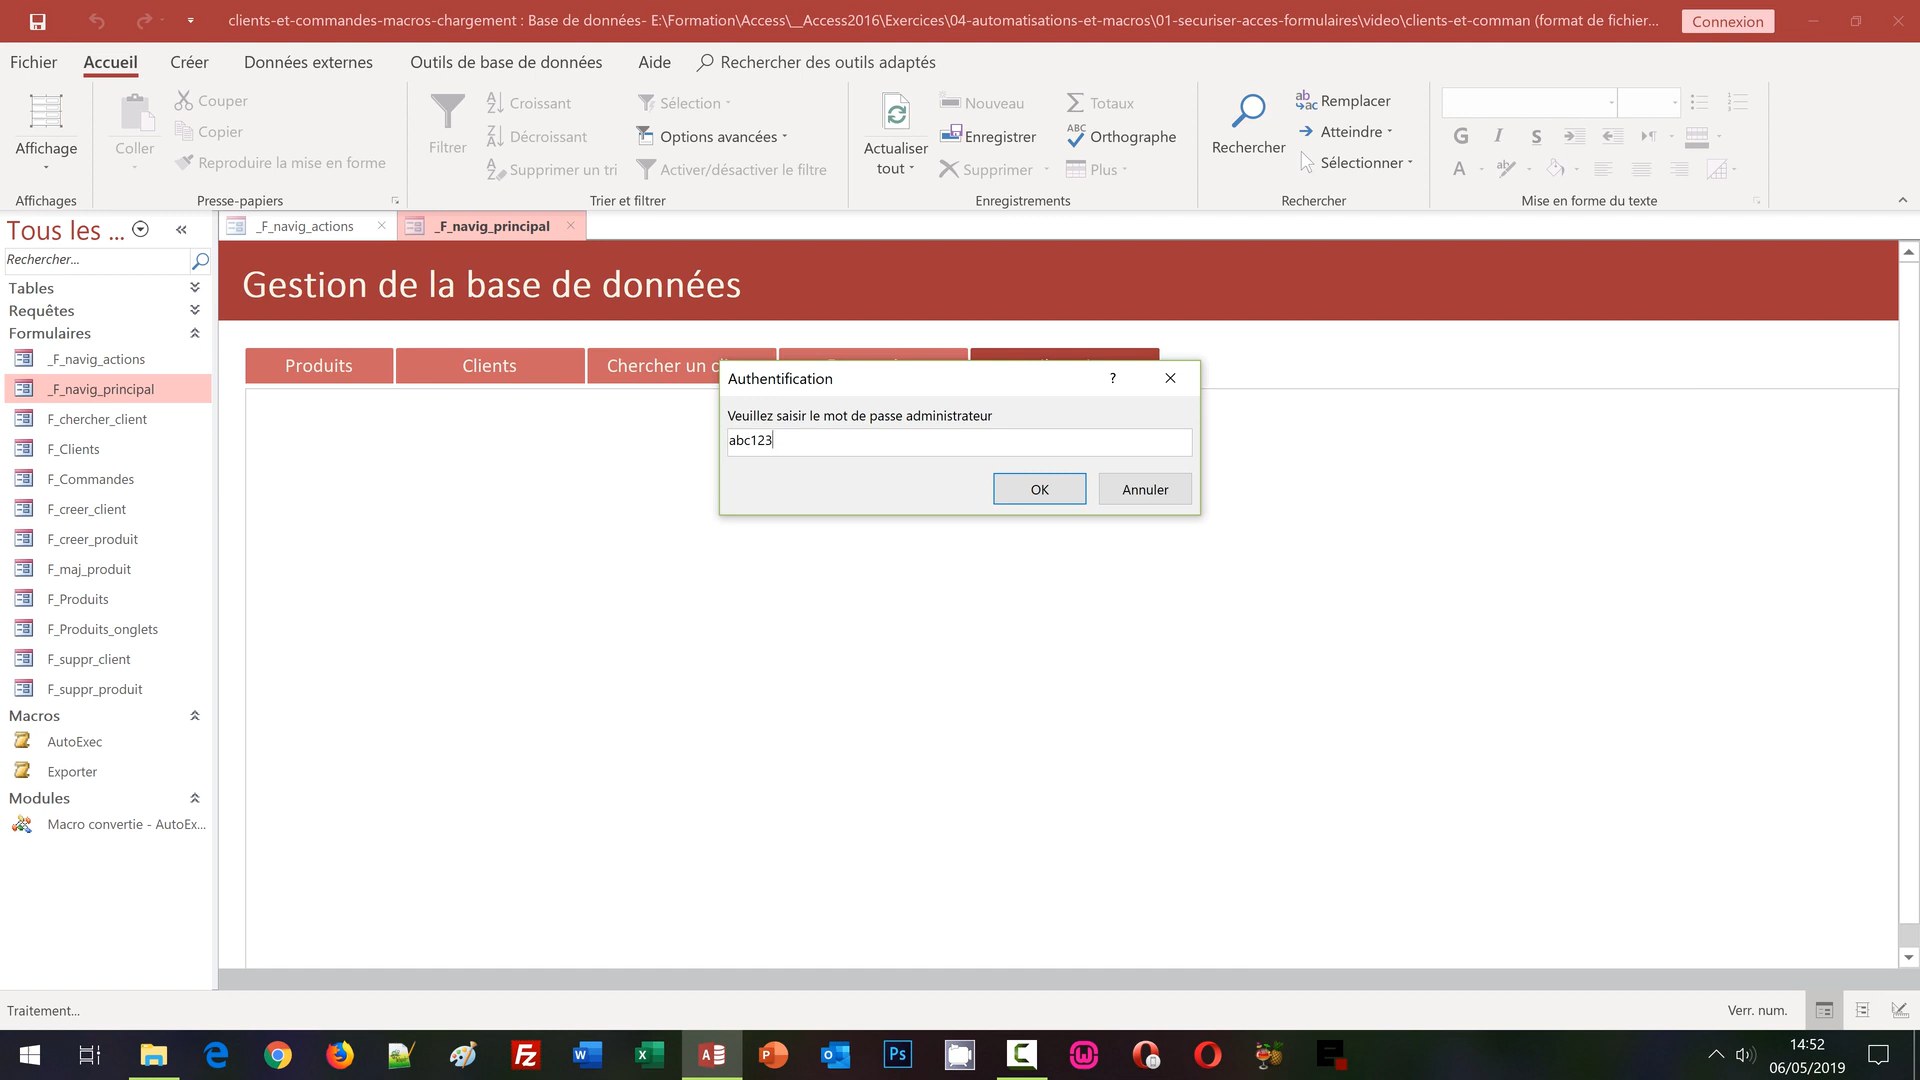 clients-et-commandes-macros-chargement : Base de données- E:\Formation\Access\__Access2016\Exercices\04-automatisations-et-macros\01-securiser-acces-formulaires\video\clients-et-comman (format de fichier...
Connexion
Fichier
Accueil
Créer
Données externes
Outils de base de données
Aide
Rechercher des outils adaptés
Affichage
Affichages
Coller
Couper
Copier
Reproduire la mise en forme
Presse-papiers
Filtrer
Croissant
Décroissant
Supprimer un tri
Sélection
Options avancées
Activer/désactiver le filtre
Trier et filtrer
Actualiser
tout
Nouveau
Enregistrer
Supprimer
Totaux
Orthographe
Plus
Enregistrements
Rechercher
Remplacer
Atteindre
Sélectionner
Rechercher
G I S
A
Mise en forme du texte
Tous les ...
Rechercher...
Tables
Requêtes
Formulaires
_F_navig_actions
_F_navig_principal
F_chercher_client
F_Clients
F_Commandes
F_creer_client
F_creer_produit
F_maj_produit
F_Produits
F_Produits_onglets
F_suppr_client
F_suppr_produit
Macros
AutoExec
Exporter
Modules
Macro convertie - AutoEx...
_F_navig_actions
_F_navig_principal
Gestion de la base de données
Produits
Clients
Chercher un c
Authentification
?
Veuillez saisir le mot de passe administrateur
abc123
OK
Annuler
Traitement...
Verr. num.
14:52
06/05/2019